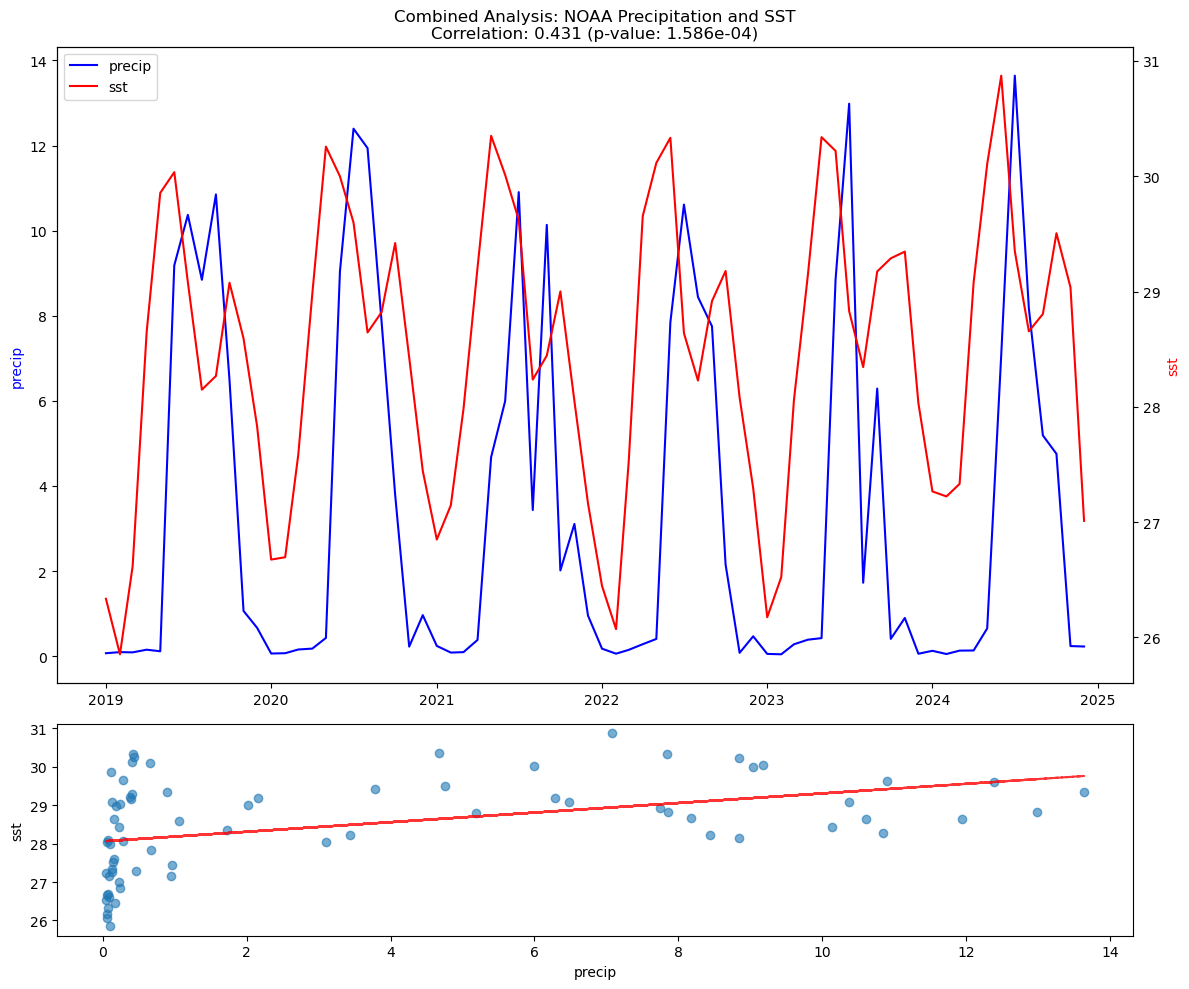 Combined Analysis: NOAA Precipitation and SST
Correlation: 0.431 (p-value: 1.586e-04)
precip
sst
14
12
10
8
6
4
2
0
precip
31
30
29
28
27
26
sst
2019 2020 2021 2022 2023 2024 2025
31
30
29
28
27
26
sst
0 2 4 6 8 10 12 14
precip